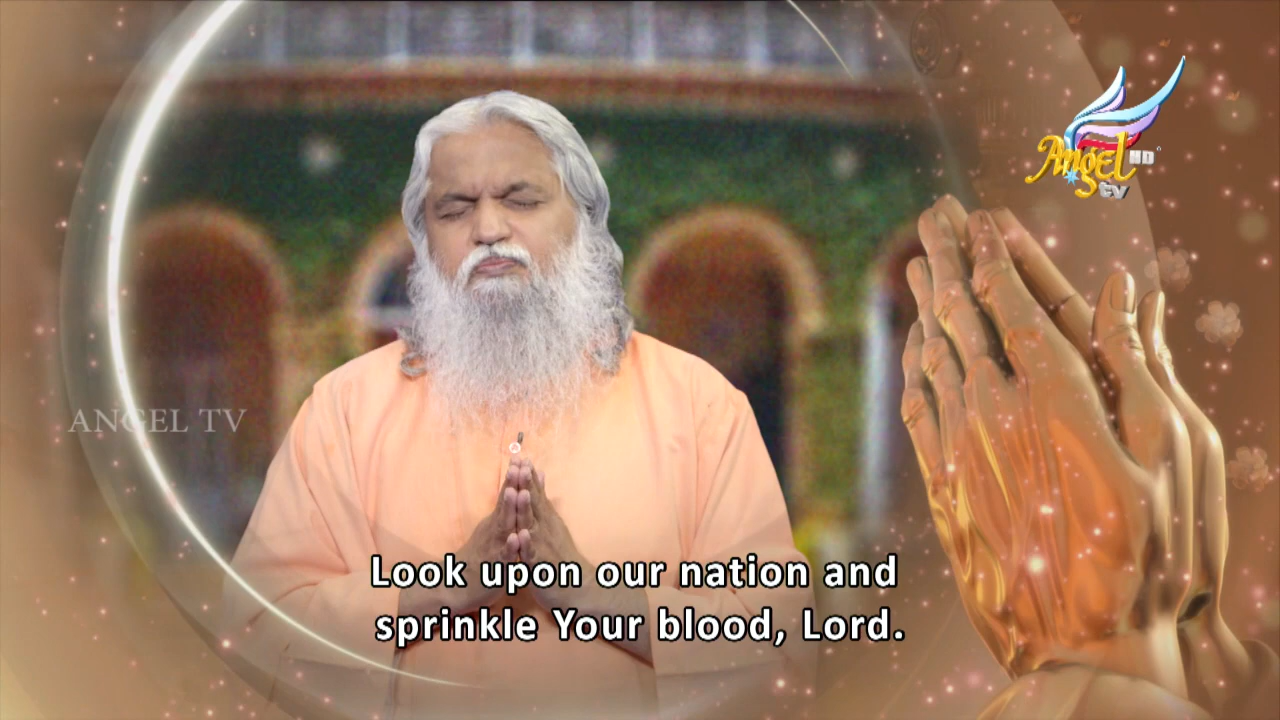 Angel HD
tv
ANGEL TV
Look upon our nation and
sprinkle Your blood, Lord.